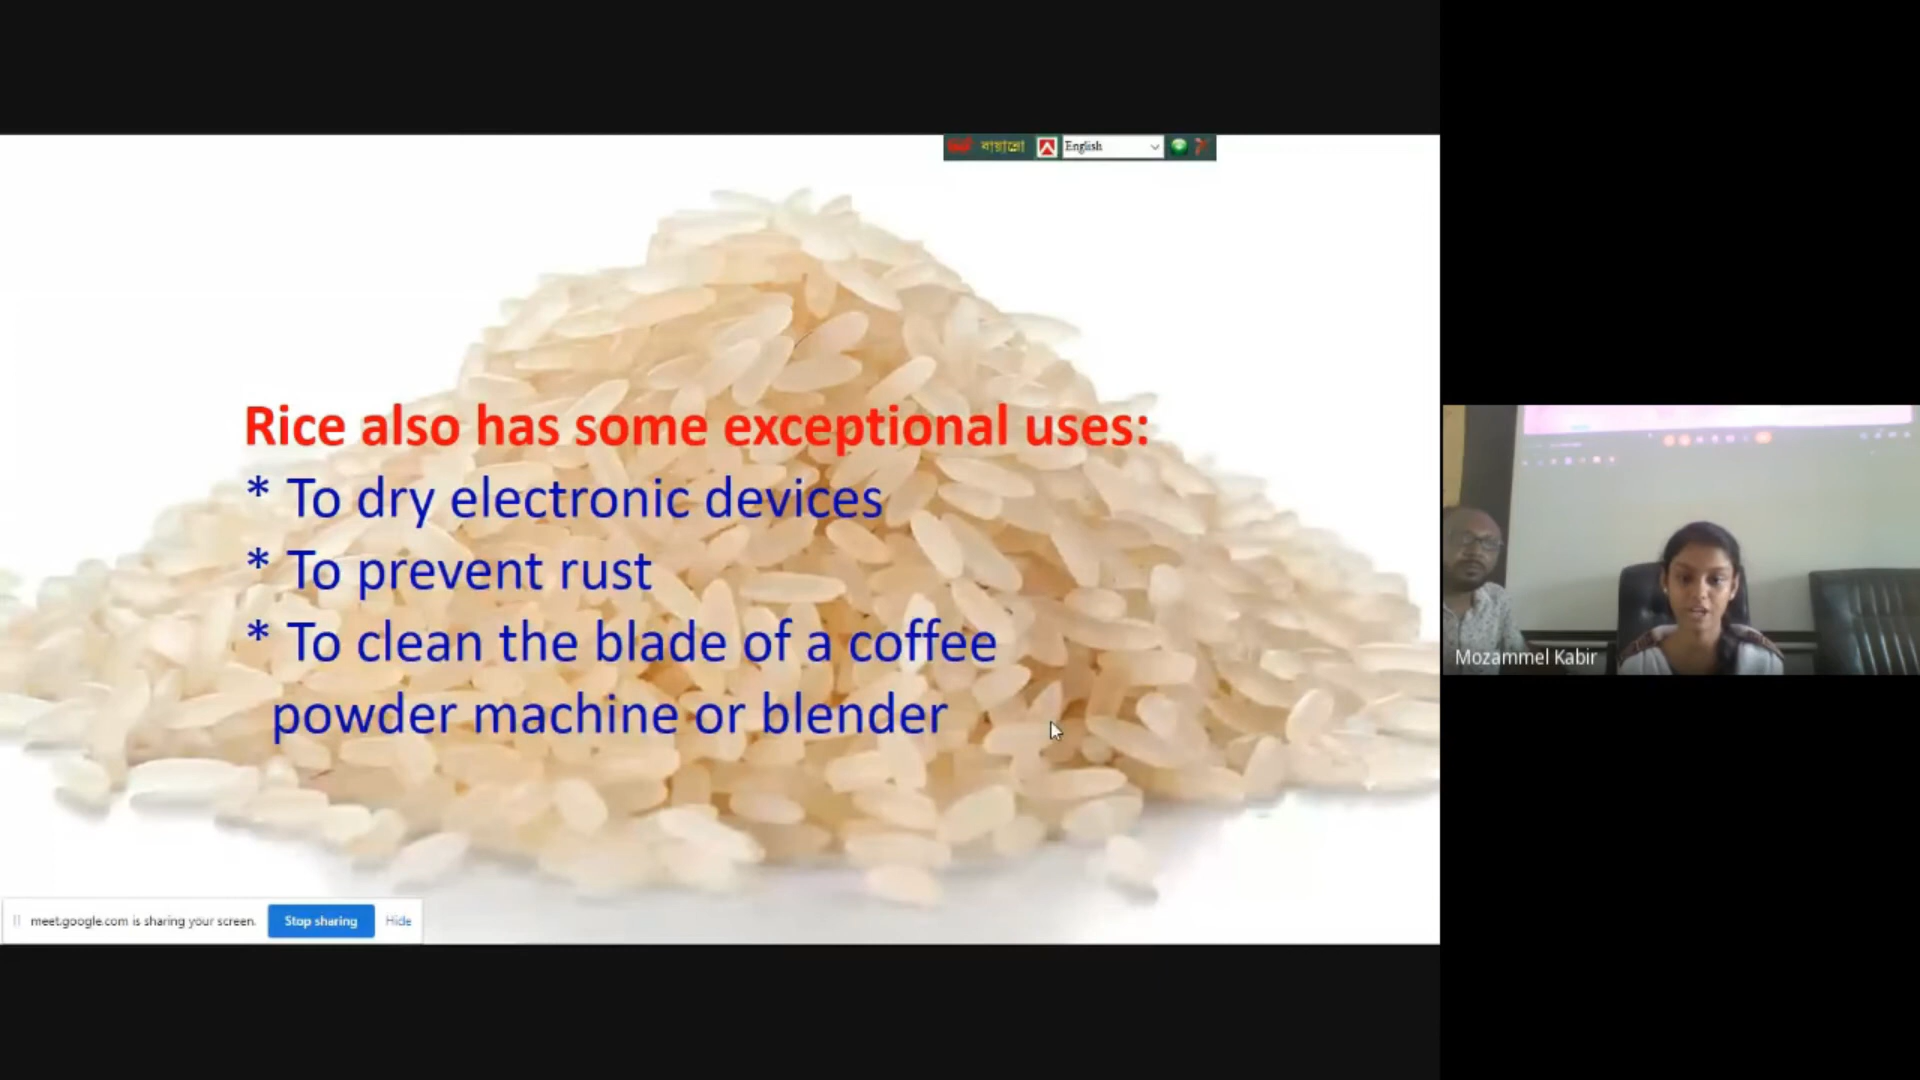 বায়ান্নো English
Rice also has some exceptional uses:
* To dry electronic devices
* To prevent rust
* To clean the blade of a coffee
powder machine or blender
Mozammel Kabir
meet.google.com is sharing your screen. Stop sharing Hide